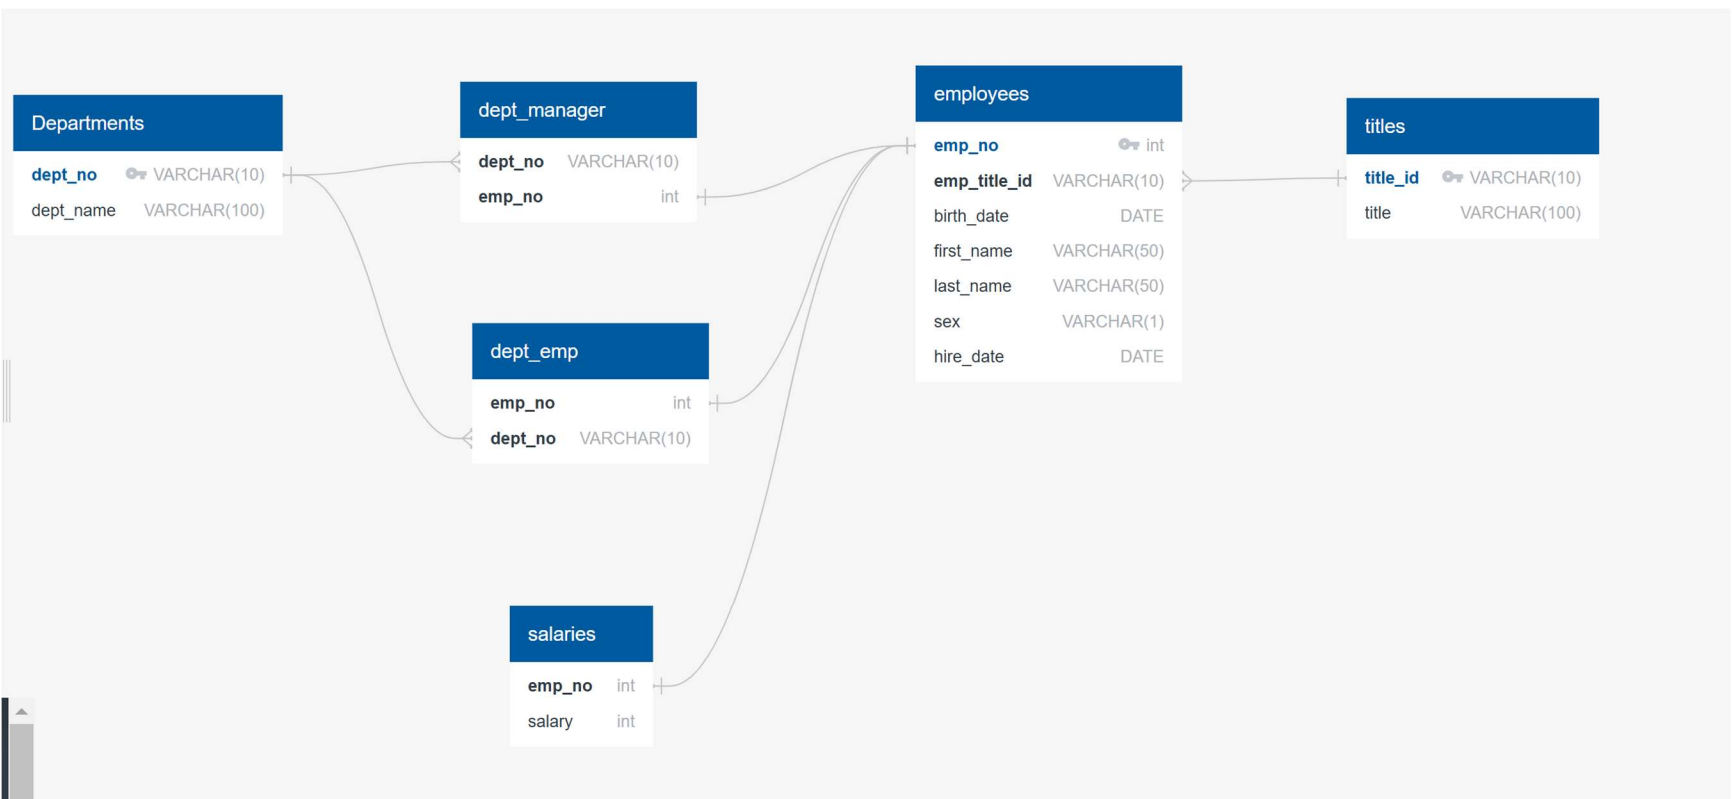 Departments
dept_no VARCHAR(10)
dept_name VARCHAR(100)
dept_manager
dept_no VARCHAR(10)
emp_no int
dept_emp
emp_no int
dept_no VARCHAR(10)
salaries
emp_no int
salary int
employees
emp_no int
emp_title_id VARCHAR(10)
birth_date DATE
first_name VARCHAR(50)
last_name VARCHAR(50)
sex VARCHAR(1)
hire_date DATE
titles
title_id VARCHAR(10)
title VARCHAR(100)